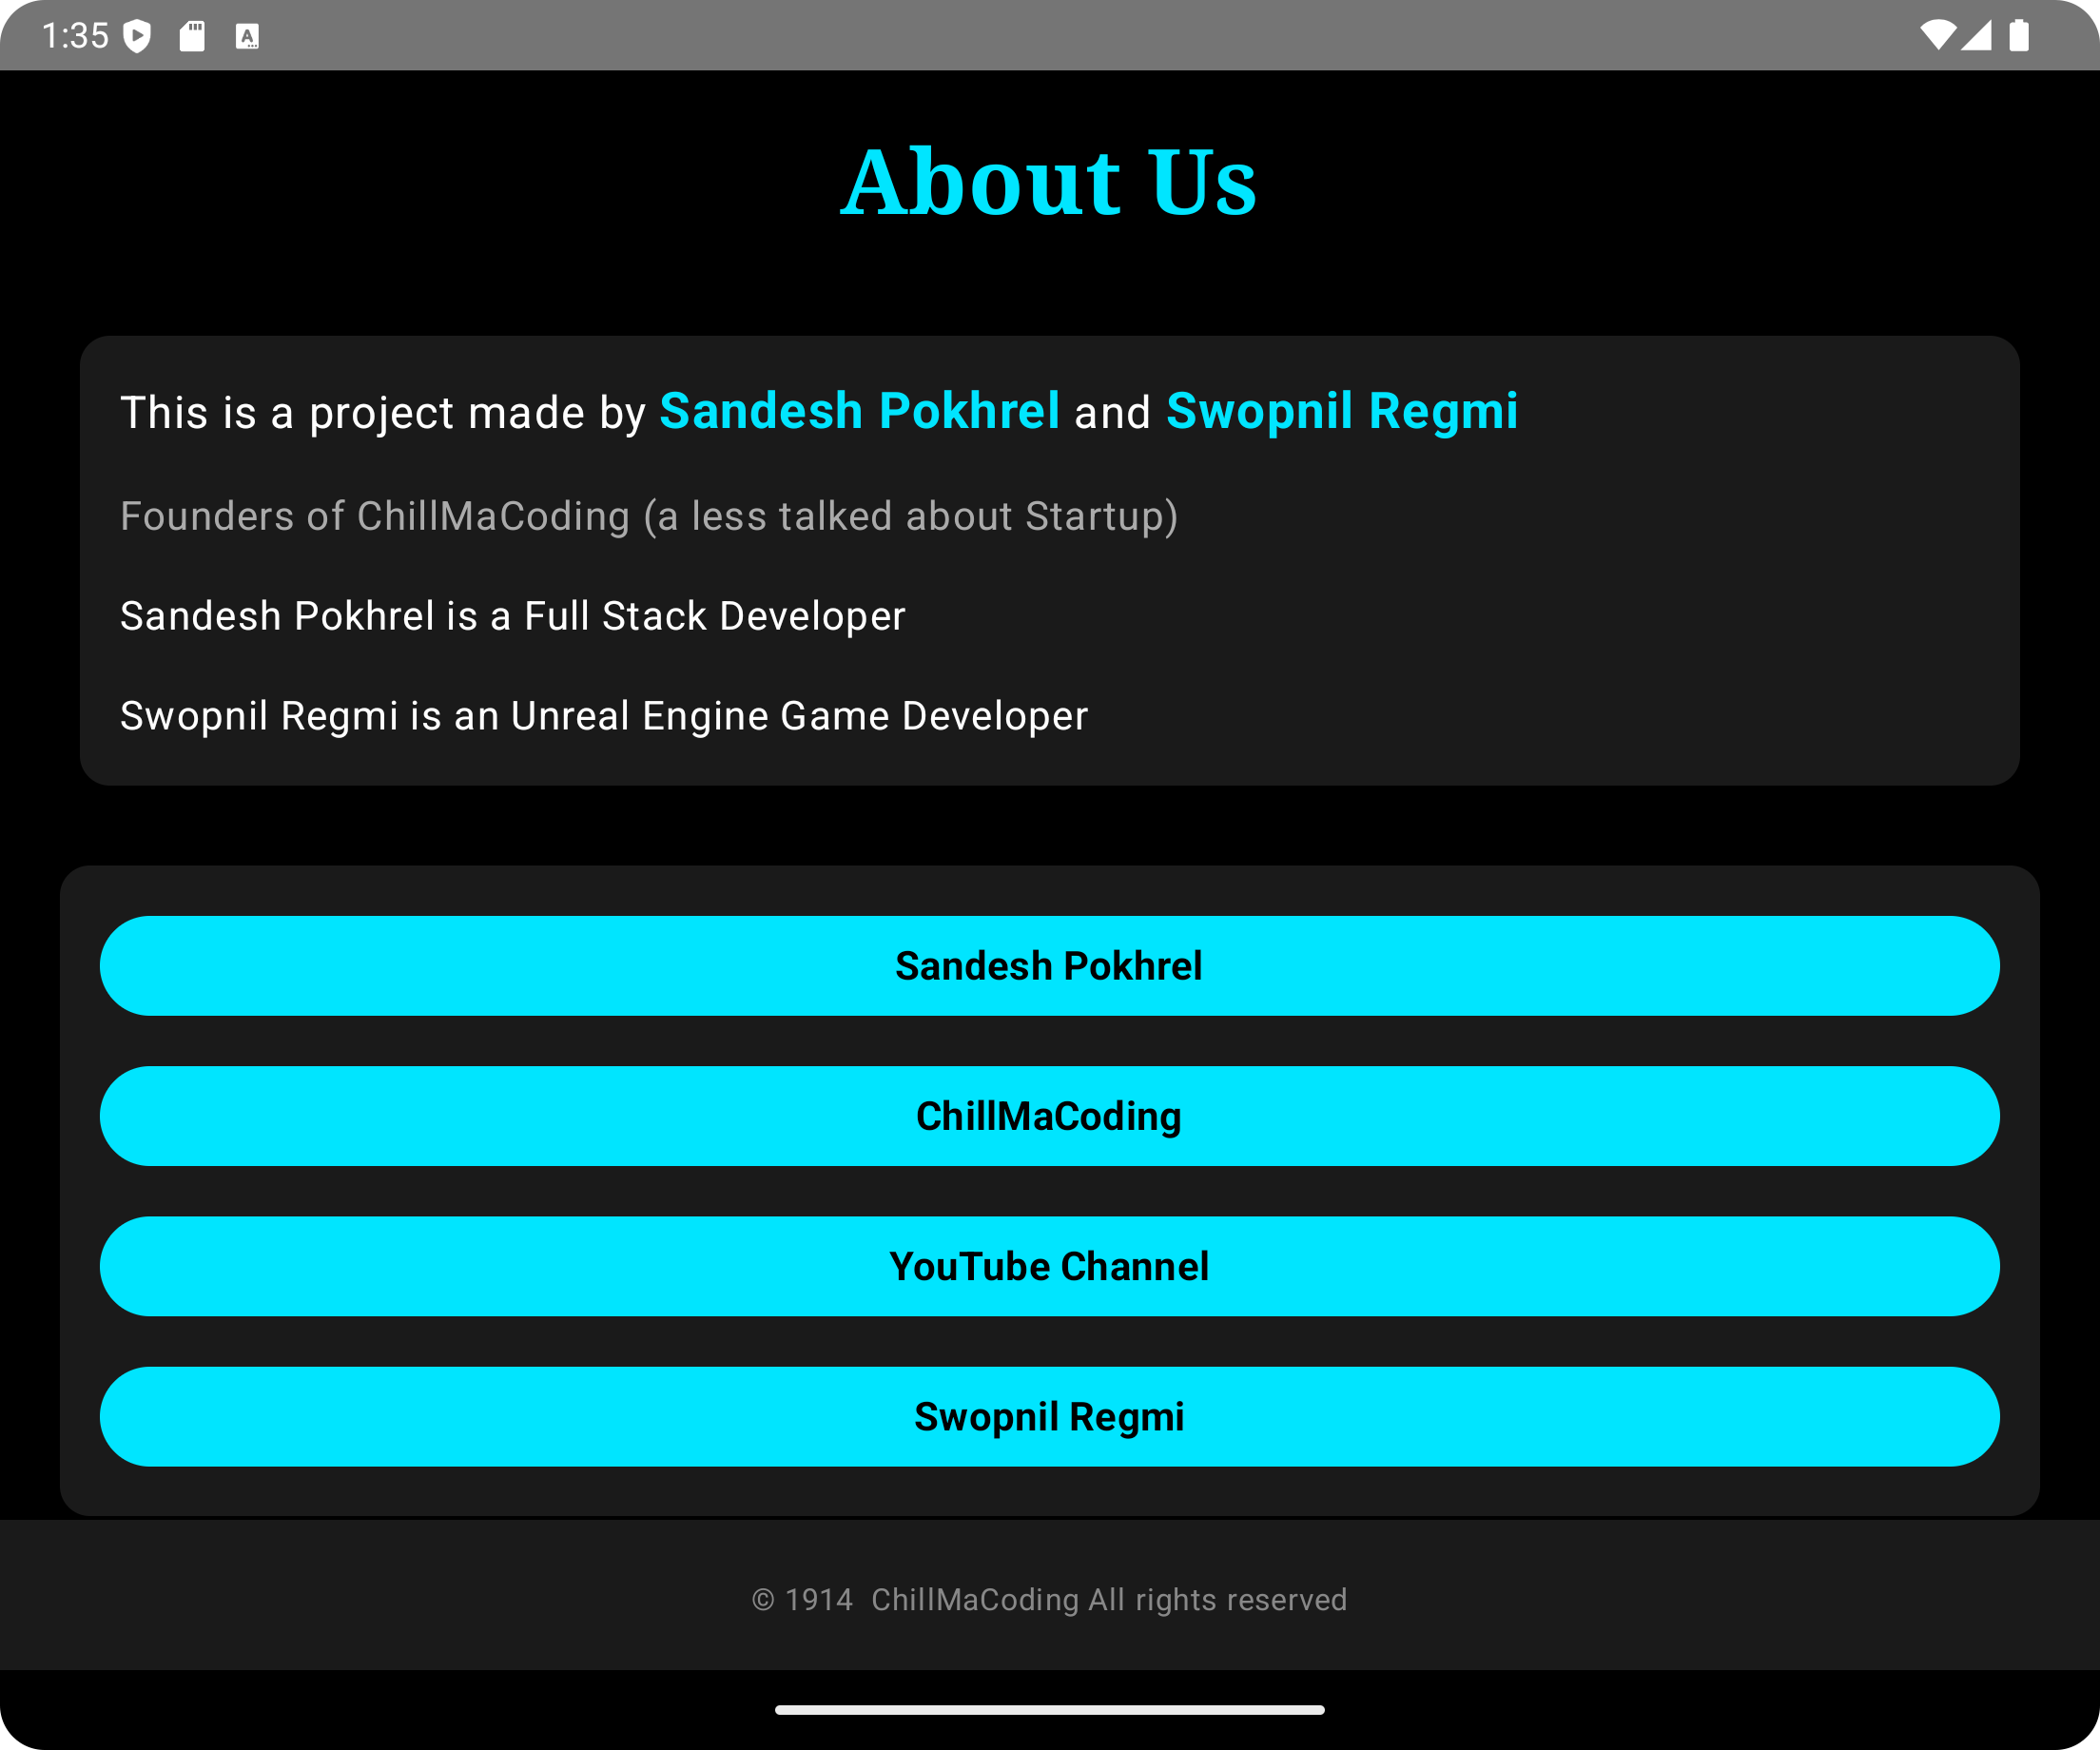 1:35
About Us
This is a project made by Sandesh Pokhrel and Swopnil Regmi
Founders of ChillMaCoding (a less talked about Startup)
Sandesh Pokhrel is a Full Stack Developer
Swopnil Regmi is an Unreal Engine Game Developer
Sandesh Pokhrel
ChillMaCoding
YouTube Channel
Swopnil Regmi
© 1914 ChillMaCoding All rights reserved